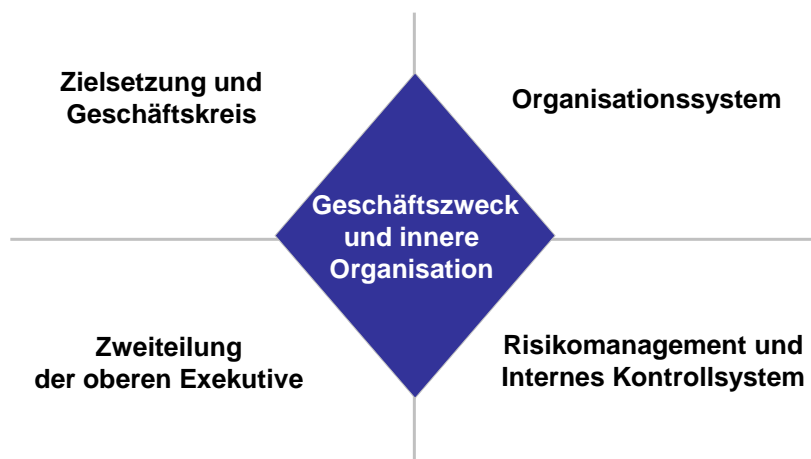 Zielsetzung und
Geschäftskreis
Organisationssystem
Geschäftszweck
und innere
Organisation
Zweiteilung
der oberen Exekutive
Risikomanagement und
Internes Kontrollsystem